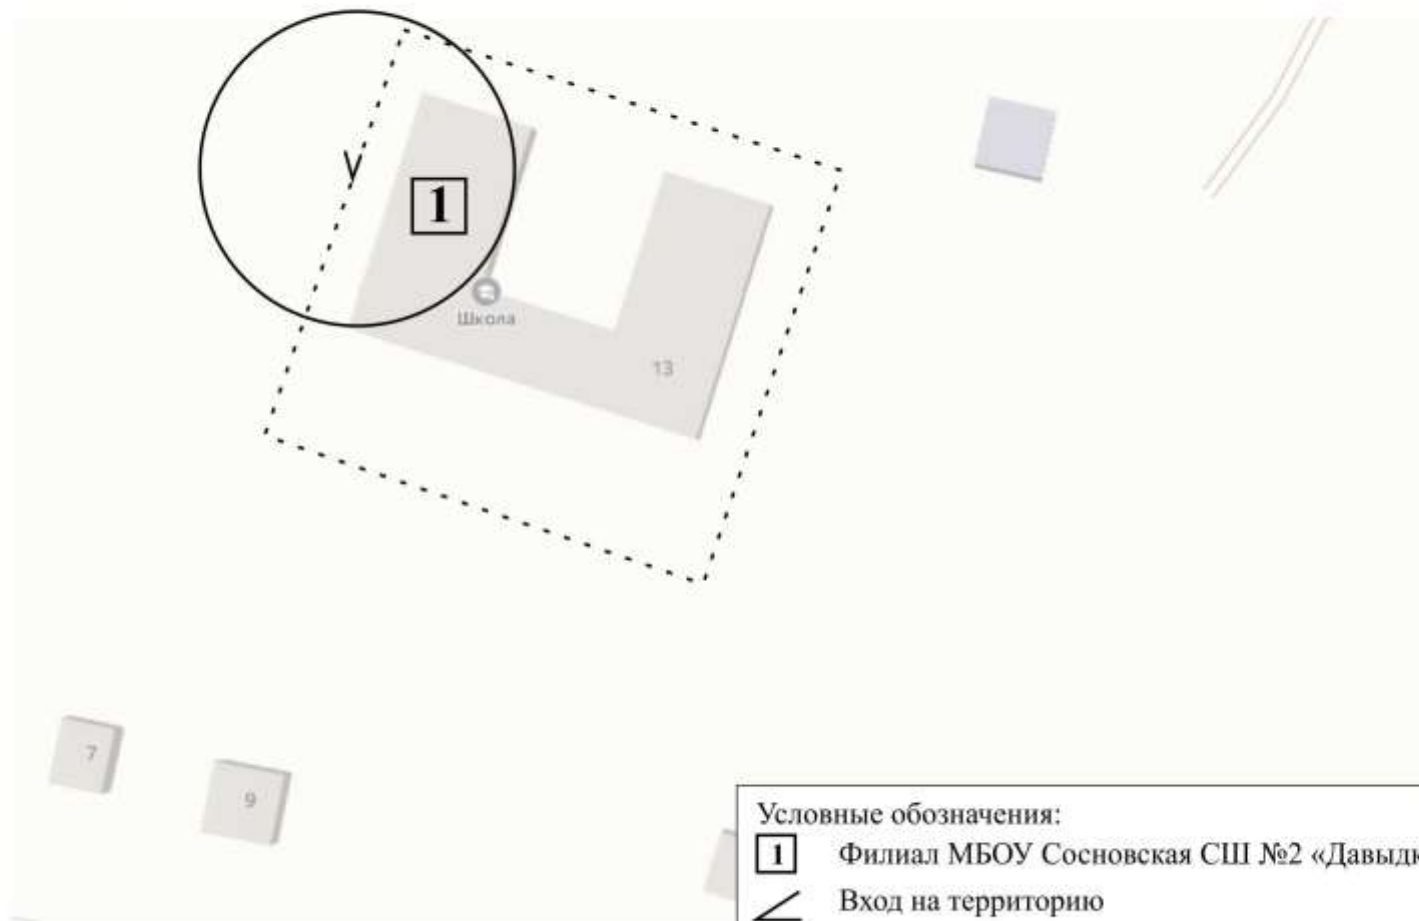 1
Школа
13
7
9
Условные обозначения:
1 Филиал МБОУ Сосновская СШ №2
Вход на территорию